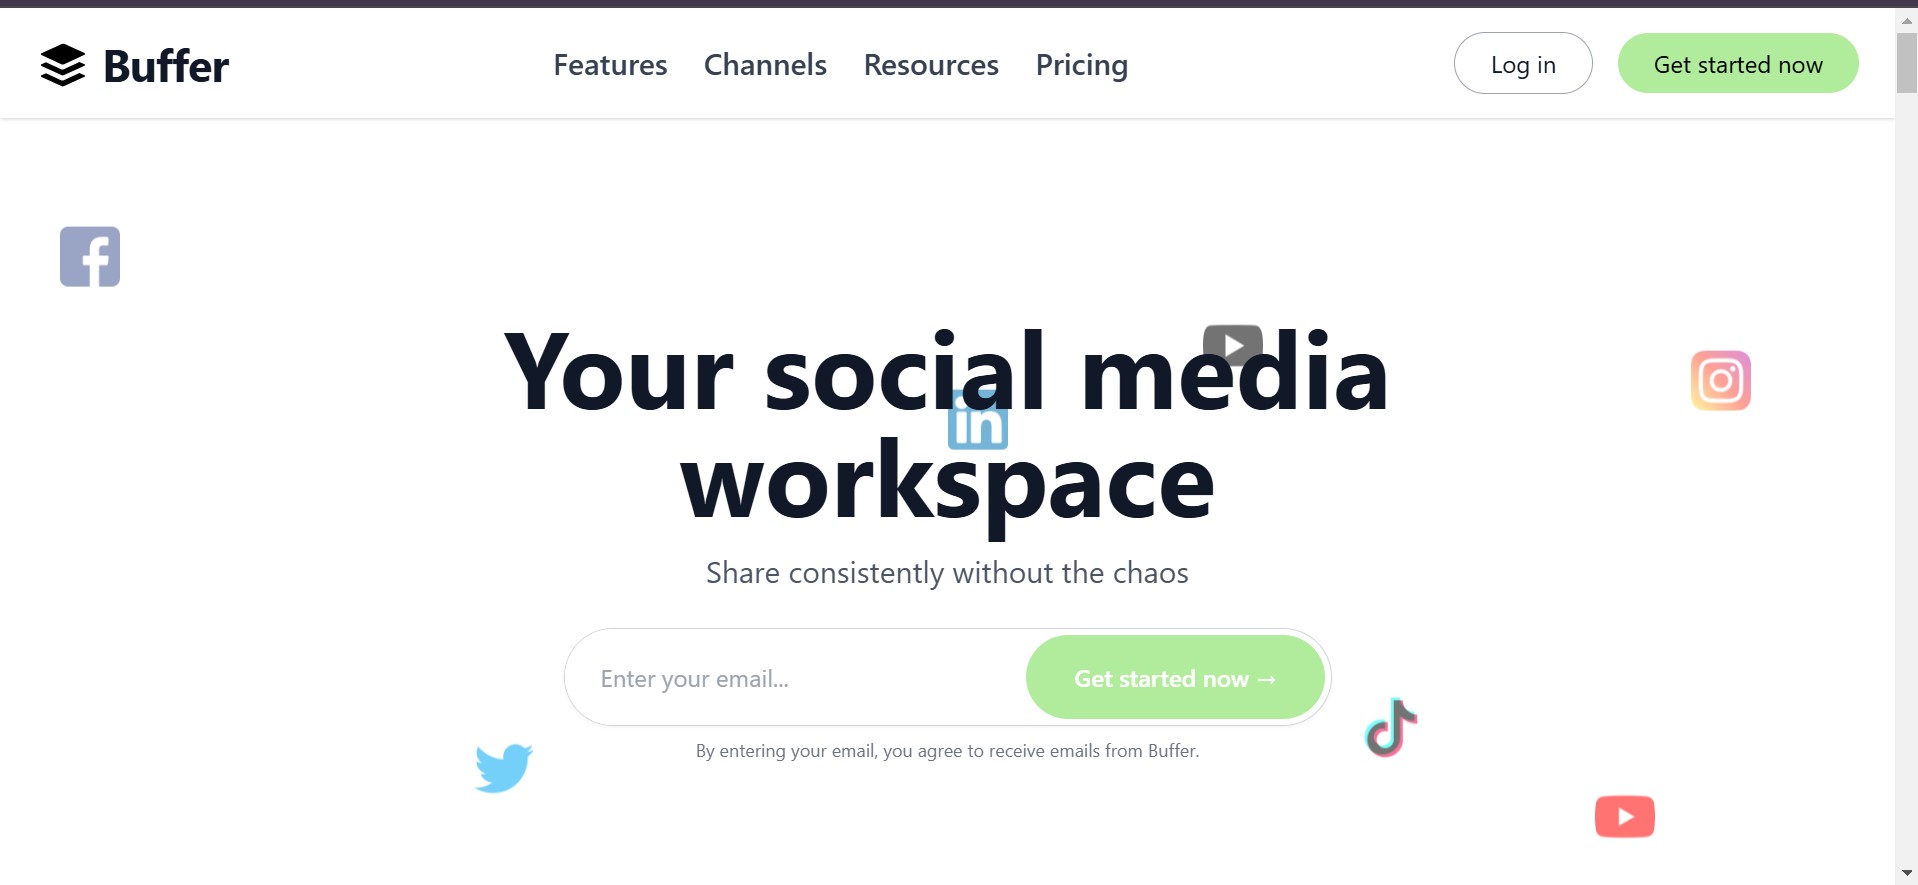 Buffer
Features Channels Resources Pricing
Log in
Get started now
Your social media
workspace
Share consistently without the chaos
Enter your email...
Get started now →
By entering your email, you agree to receive emails from Buffer.